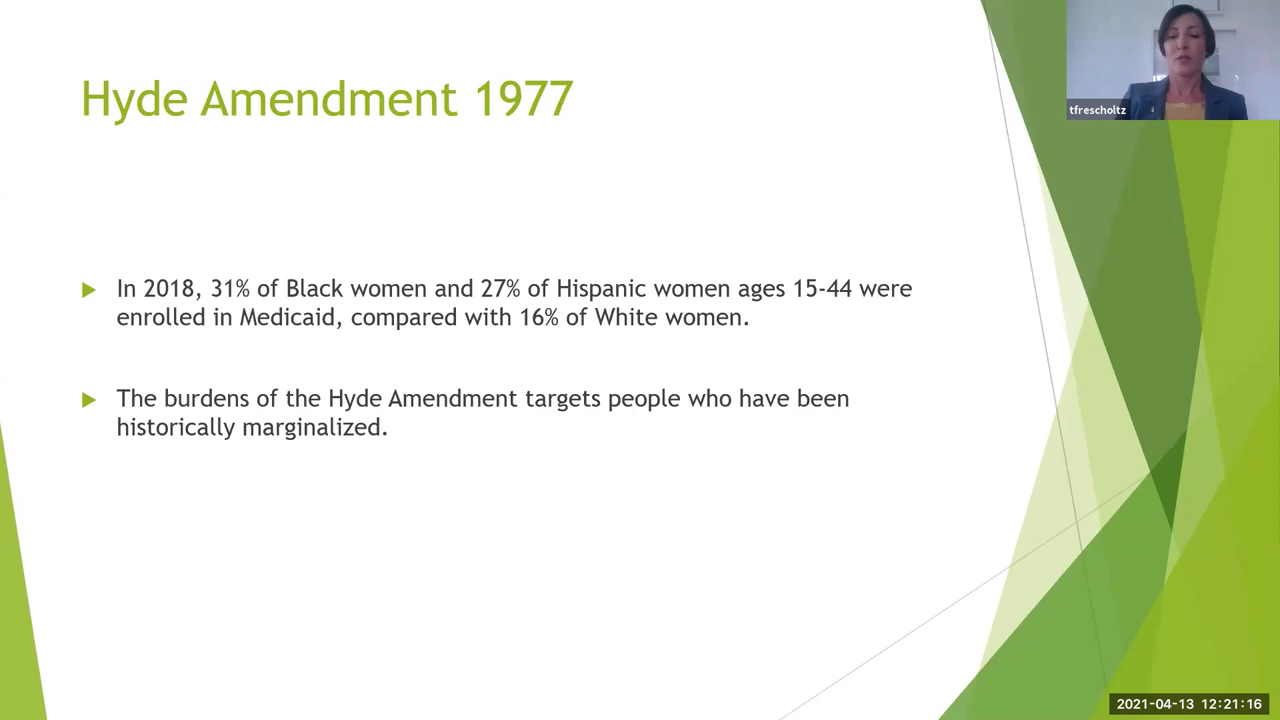 Hyde Amendment 1977
tfrescholtz
▶ In 2018, 31% of Black women and 27% of Hispanic women ages 15-44 were
enrolled in Medicaid, compared with 16% of White women.
▶ The burdens of the Hyde Amendment targets people who have been
historically marginalized.
2021-04-13 12:21:16